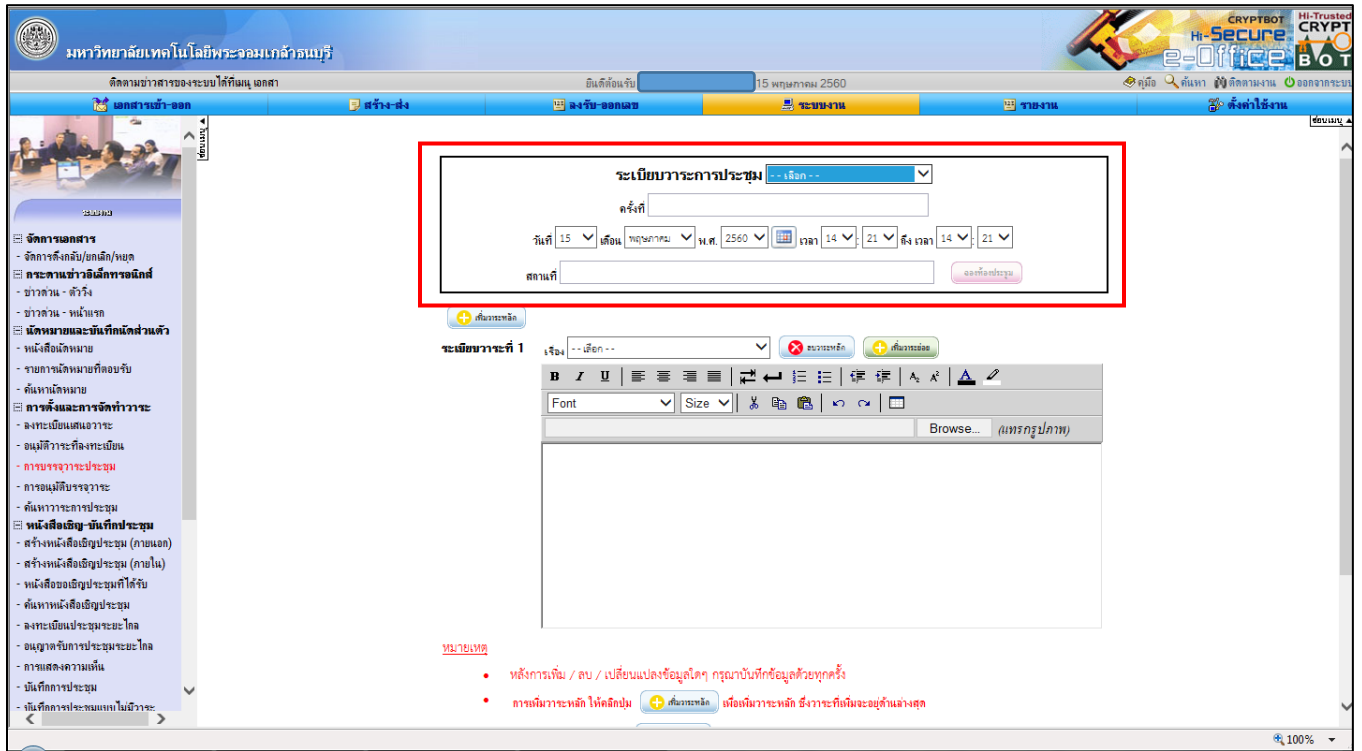 มหาวิทยาลัยเทคโนโลยีพระจอมเกล้าธนบุรี
CRYPTBOT
Hi-Secure
e-Office
Hi-Trusted
CRYPT
BOT
ติดตามข่าวสารของระบบได้ที่เมนู เอกสา
ยินดีต้อนรับ 15 พฤษภาคม 2560
คู่มือ ค้นหา ติดตามงาน ออกจากระบบ
เอกสารเข้า-ออก สร้าง-ส่ง ลงรับ-ออกเลข ระบบงาน รายงาน ตั้งค่าใช้งาน
ซ่อนเมนู
ซ่อนเมนู
ระบบงาน
จัดการเอกสาร
- จัดการดึงกลับ/ยกเลิก/หยุด
กระดานข่าวอิเล็กทรอนิกส์
- ข่าวด่วน - ตัววิ่ง
- ข่าวด่วน - หน้าแรก
นัดหมายและบันทึกนัดส่วนตัว
- หนังสือนัดหมาย
- รายการนัดหมายที่ตอบรับ
- ค้นหานัดหมาย
การตั้งและการจัดทำวาระ
- ลงทะเบียนเสนอวาระ
- อนุมัติวาระที่ลงทะเบียน
- การบรรจุวาระประชุม
- การอนุมัติบรรจุวาระ
- ค้นหาวาระการประชุม
หนังสือเชิญ-บันทึกประชุม
- สร้างหนังสือเชิญประชุม (ภายนอก)
- สร้างหนังสือเชิญประชุม (ภายใน)
- หนังสือขอเชิญประชุมที่ได้รับ
- ค้นหาหนังสือเชิญประชุม
- ลงทะเบียนประชุมระยะไกล
- อนุญาตรับการประชุมระยะไกล
- การแสดงความเห็น
- บันทึกการประชุม
- บันทึกการประชุมแบบไม่มีวาระ
ระเบียบวาระการประชุม - - เลือก - -
ครั้งที่
วันที่ 15 เดือน พฤษภาคม พ.ศ. 2560 เวลา 14 : 21 ถึง เวลา 14 : 21
สถานที่ จองห้องประชุม
เพิ่มวาระหลัก
ระเบียบวาระที่ 1 เรื่อง - - เลือก - - ลบวาระหลัก เพิ่มวาระย่อย
B I U
Font Size
Browse... (แทรกรูปภาพ)
หมายเหตุ
• หลังการเพิ่ม / ลบ / เปลี่ยนแปลงข้อมูลใดๆ กรุณาบันทึกข้อมูลด้วยทุกครั้ง
• การเพิ่มวาระหลัก ให้คลิกปุ่ม เพิ่มวาระหลัก เพื่อเพิ่มวาระหลัก ซึ่งวาระที่เพิ่มจะอยู่ด้านล่างสุด
100%